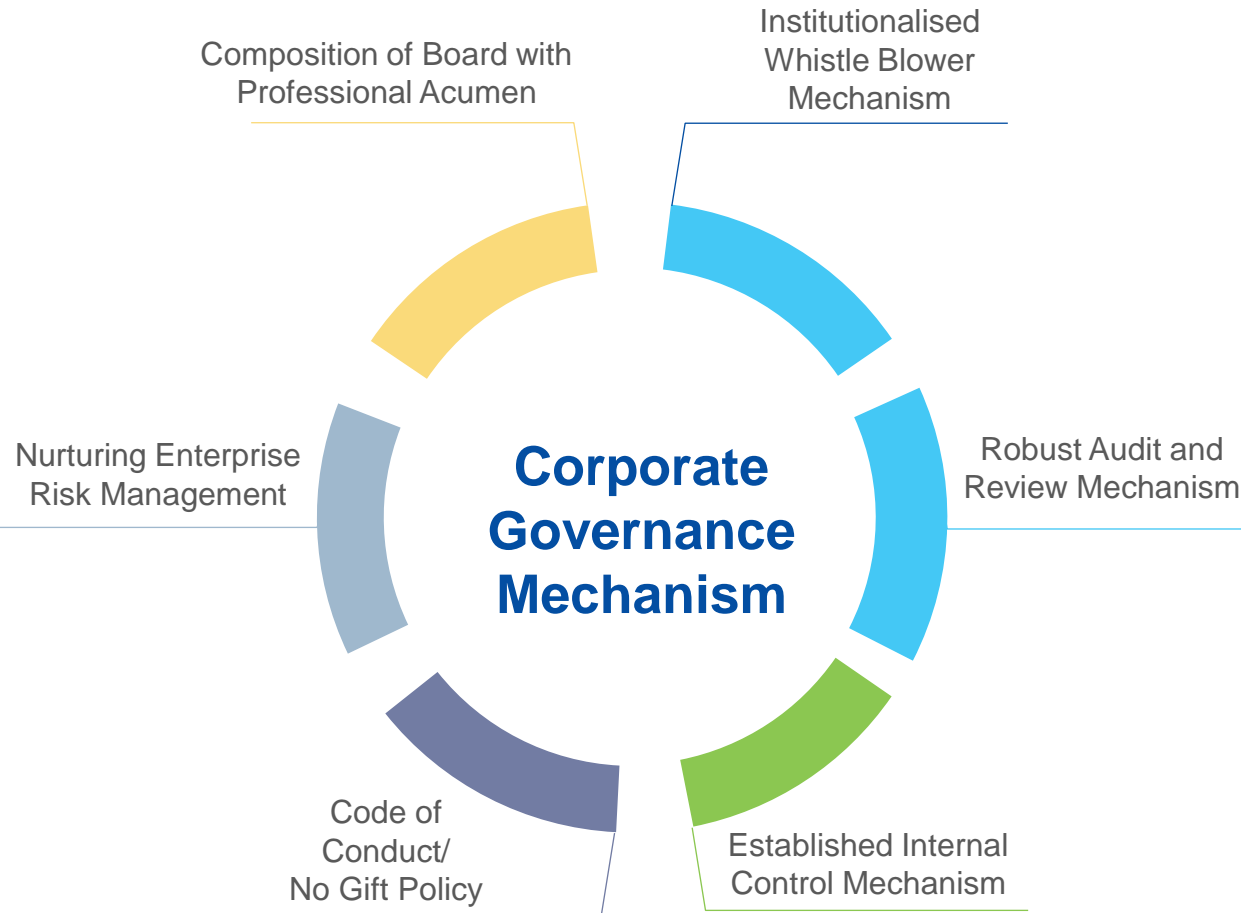 Composition of Board with
Professional Acumen
Institutionalised
Whistle Blower
Mechanism
Nurturing Enterprise
Risk Management
Corporate
Governance
Mechanism
Robust Audit and
Review Mechanism
Code of
Conduct/
No Gift Policy
Established Internal
Control Mechanism